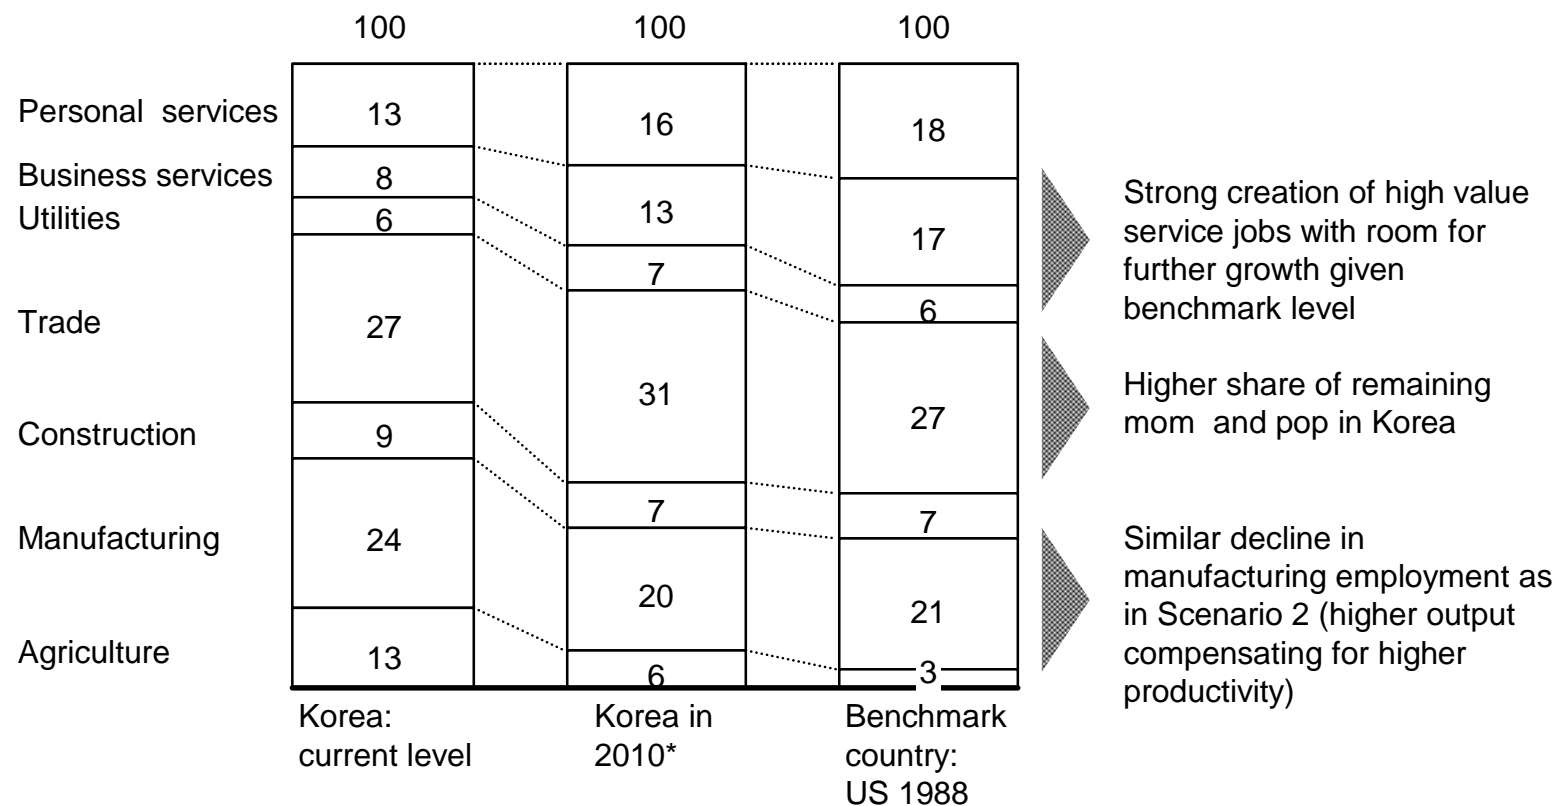 100 100 100
Personal services 13 16 18
Business services 8 13 17
Utilities 6 7 6
Trade 27 31 27
Construction 9 7 7
Manufacturing 24 20 21
Agriculture 13 6 3
Korea:
current level
Korea in
2010*
Benchmark
country:
US 1988
Strong creation of high value
service jobs with room for
further growth given
benchmark level
Higher share of remaining
mom and pop in Korea
Similar decline in
manufacturing employment as
in Scenario 2 (higher output
compensating for higher
productivity)